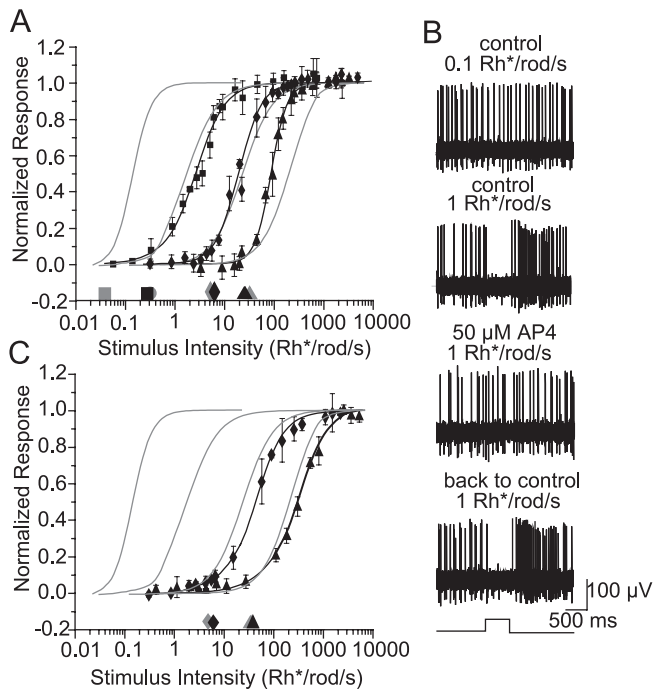 A
B
1.2
1.0
0.8
0.6
0.4
0.2
0.0
-0.2
Normalized Response
0.01 0.1 1 10 100 1000 10000
Stimulus Intensity (Rh*/rod/s)
control
0.1 Rh*/rod/s
control
1 Rh*/rod/s
50 µM AP4
1 Rh*/rod/s
back to control
1 Rh*/rod/s
100 µV
500 ms
C
1.2
1.0
0.8
0.6
0.4
0.2
0.0
-0.2
Normalized Response
0.01 0.1 1 10 100 1000 10000
Stimulus Intensity (Rh*/rod/s)